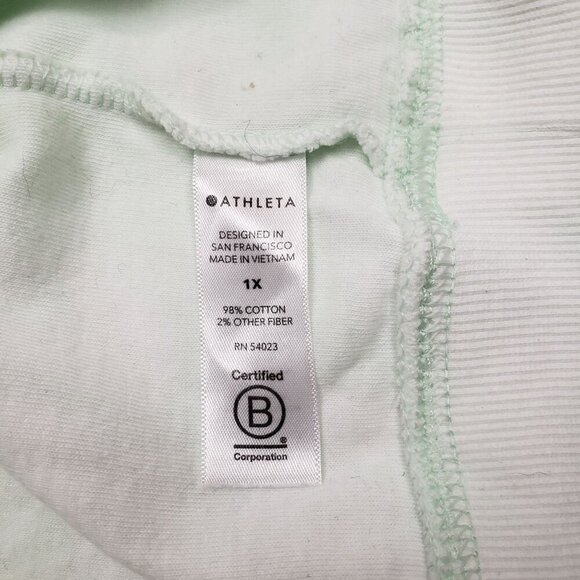 ATHLETA
DESIGNED IN
SAN FRANCISCO
MADE IN VIETNAM
1X
98% COTTON
2% OTHER FIBER
RN 54023
Certified
B
®
Corporation